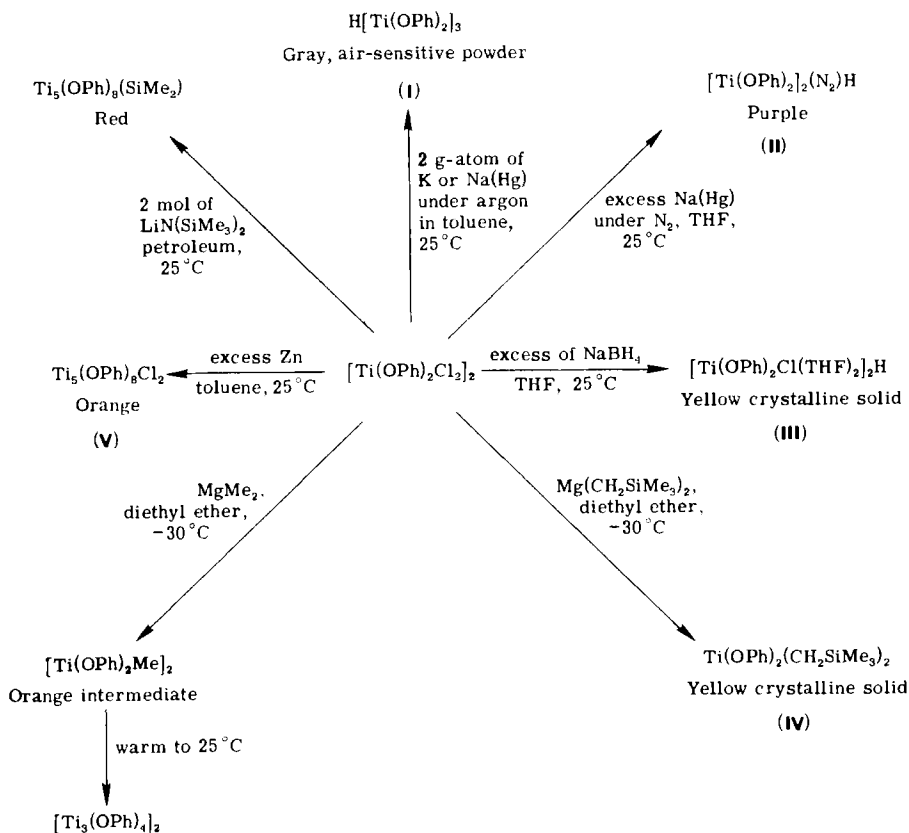 H[Ti(OPh)₂]₃
Gray, air-sensitive powder
(I)
Ti₅(OPh)₈(SiMe₂)
Red
[Ti(OPh)₂]₂(N₂)H
Purple
(II)
2 mol of
LiN(SiMe₃)₂
petroleum,
25°C
2 g-atom of
K or Na(Hg)
under argon
in toluene,
25°C
excess Na(Hg)
under N₂, THF,
25°C
Ti₅(OPh)₈Cl₂
Orange
(V)
excess Zn
toluene, 25°C
[Ti(OPh)₂Cl₂]₂
excess of NaBH₄
THF, 25°C
[Ti(OPh)₂Cl(THF)₂]₂H
Yellow crystalline solid
(III)
MgMe₂,
diethyl ether,
-30°C
Mg(CH₂SiMe₃)₂,
diethyl ether,
-30°C
[Ti(OPh)₂Me]₂
Orange intermediate
warm to 25°C
[Ti₃(OPh)₄]₂
Ti(OPh)₂(CH₂SiMe₃)₂
Yellow crystalline solid
(IV)